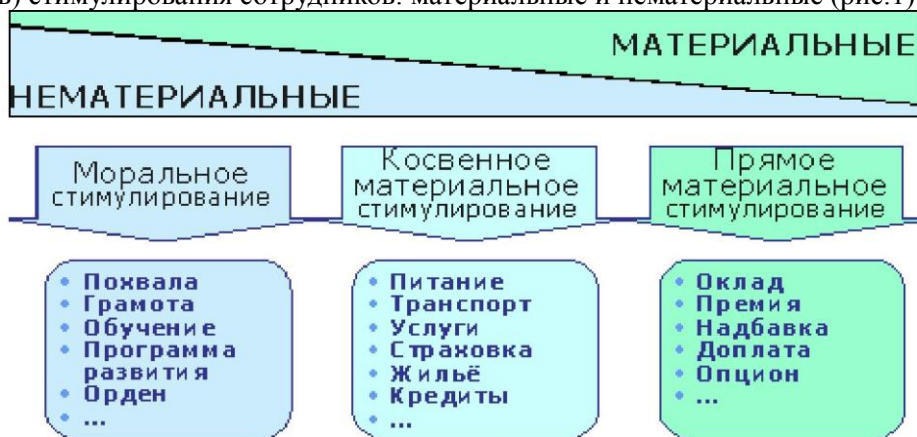 в) стимулирования сотрудников: материальные и нематериальные (рис.1)
МАТЕРИАЛЬНЫЕ
НЕМАТЕРИАЛЬНЫЕ
Моральное
стимулирование
Косвенное
материальное
стимулирование
Прямое
материальное
стимулирование
• Похвала
• Грамота
• Обучение
• Программа
развития
• Орден
• ...
• Питание
• Транспорт
• Услуги
• Страховка
• Жильё
• Кредиты
• ...
• Оклад
• Премия
• Надбавка
• Доплата
• Опцион
• ...